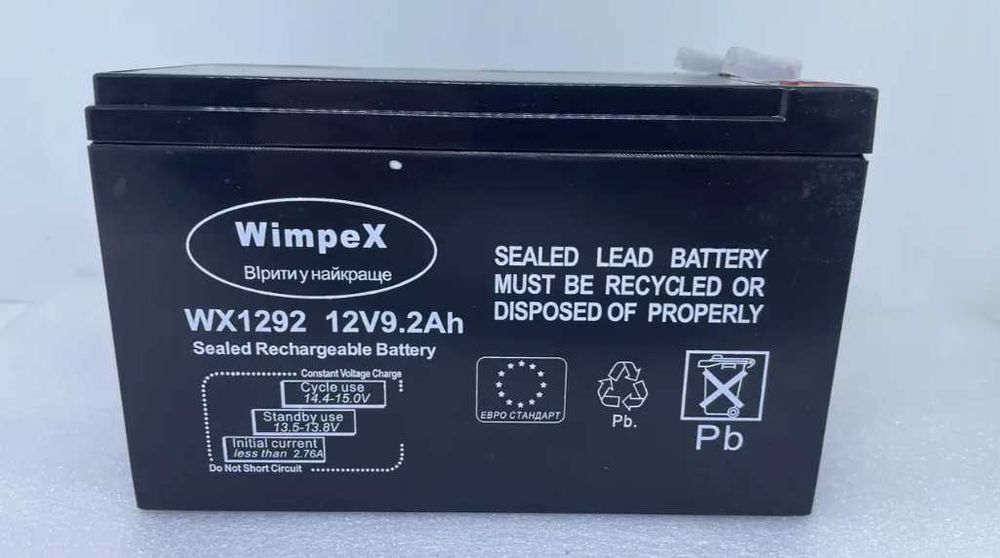 WimpeX
ВІрити у найкраще
WX1292 12V9.2Ah
Sealed Rechargeable Battery
Constant Voltage Charge
Cycle use
14.4-15.0V
Standby use
13.5-13.8V
Initial current
less than 2.76A
Do Not Short Circuit
SEALED LEAD BATTERY
MUST BE RECYCLED OR
DISPOSED OF PROPERLY
ЕВРО СТАНДАРТ
Pb.
Pb